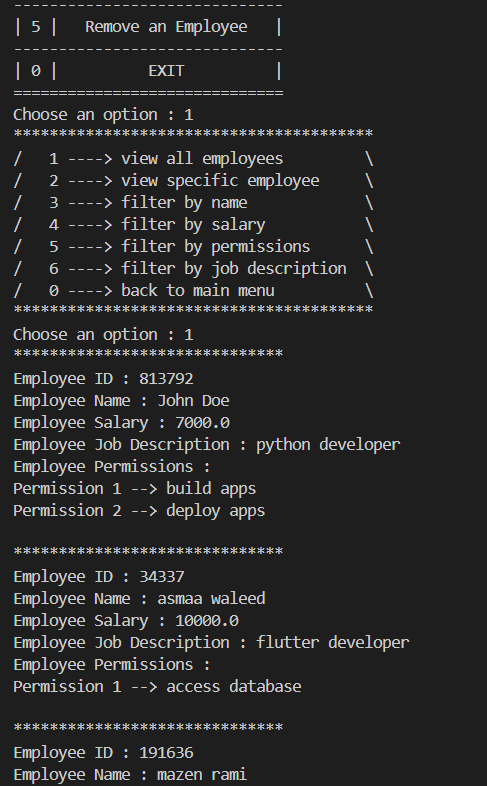 ------------------------------
| 5 |   Remove an Employee   |
------------------------------
| 0 |          EXIT          |
==============================
Choose an option : 1
****************************************
/   1 ----> view all employees         \
/   2 ----> view specific employee     \
/   3 ----> filter by name             \
/   4 ----> filter by salary           \
/   5 ----> filter by permissions      \
/   6 ----> filter by job description  \
/   0 ----> back to main menu          \
****************************************
Choose an option : 1
******************************
Employee ID : 813792
Employee Name : John Doe
Employee Salary : 7000.0
Employee Job Description : python developer
Employee Permissions :
Permission 1 --> build apps
Permission 2 --> deploy apps

******************************
Employee ID : 34337
Employee Name : asmaa waleed
Employee Salary : 10000.0
Employee Job Description : flutter developer
Employee Permissions :
Permission 1 --> access database

******************************
Employee ID : 191636
Employee Name : mazen rami